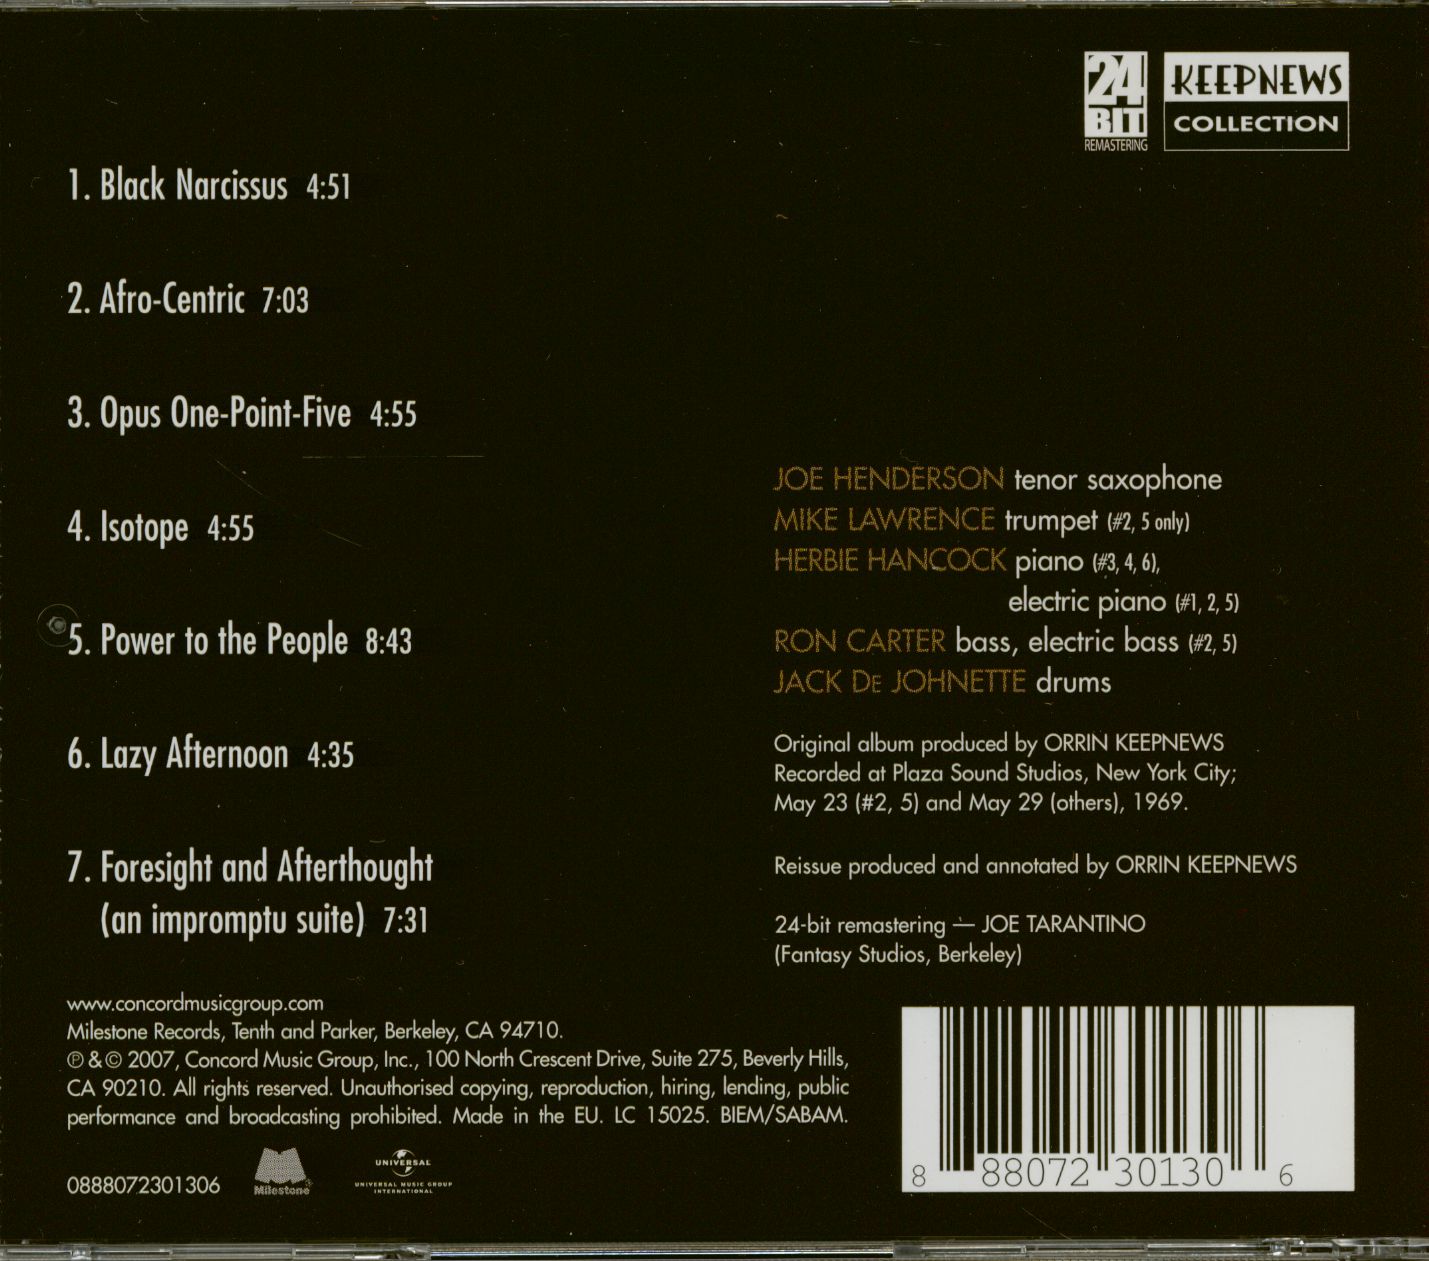 24
BIT
REMASTERING
KEEPNEWS
COLLECTION
1. Black Narcissus 4:51
2. Afro-Centric 7:03
3. Opus One-Point-Five 4:55
4. Isotope 4:55
5. Power to the People 8:43
6. Lazy Afternoon 4:35
7. Foresight and Afterthought
(an impromptu suite) 7:31
JOE HENDERSON tenor saxophone
MIKE LAWRENCE trumpet (#2, 5 only)
HERBIE HANCOCK piano (#3, 4, 6),
electric piano (#1, 2, 5)
RON CARTER bass, electric bass (#2, 5)
JACK DE JOHNETTE drums
Original album produced by ORRIN KEEPNEWS
Recorded at Plaza Sound Studios, New York City;
May 23 (#2, 5) and May 29 (others), 1969.
Reissue produced and annotated by ORRIN KEEPNEWS
24-bit remastering — JOE TARANTINO
(Fantasy Studios, Berkeley)
www.concordmusicgroup.com
Milestone Records, Tenth and Parker, Berkeley, CA 94710.
℗ & © 2007, Concord Music Group, Inc., 100 North Crescent Drive, Suite 275, Beverly Hills,
CA 90210. All rights reserved. Unauthorised copying, reproduction, hiring, lending, public
performance and broadcasting prohibited. Made in the EU. LC 15025. BIEM/SABAM.
0888072301306
Milestone
UNIVERSAL
UNIVERSAL MUSIC GROUP
INTERNATIONAL
8 88072 30130 6